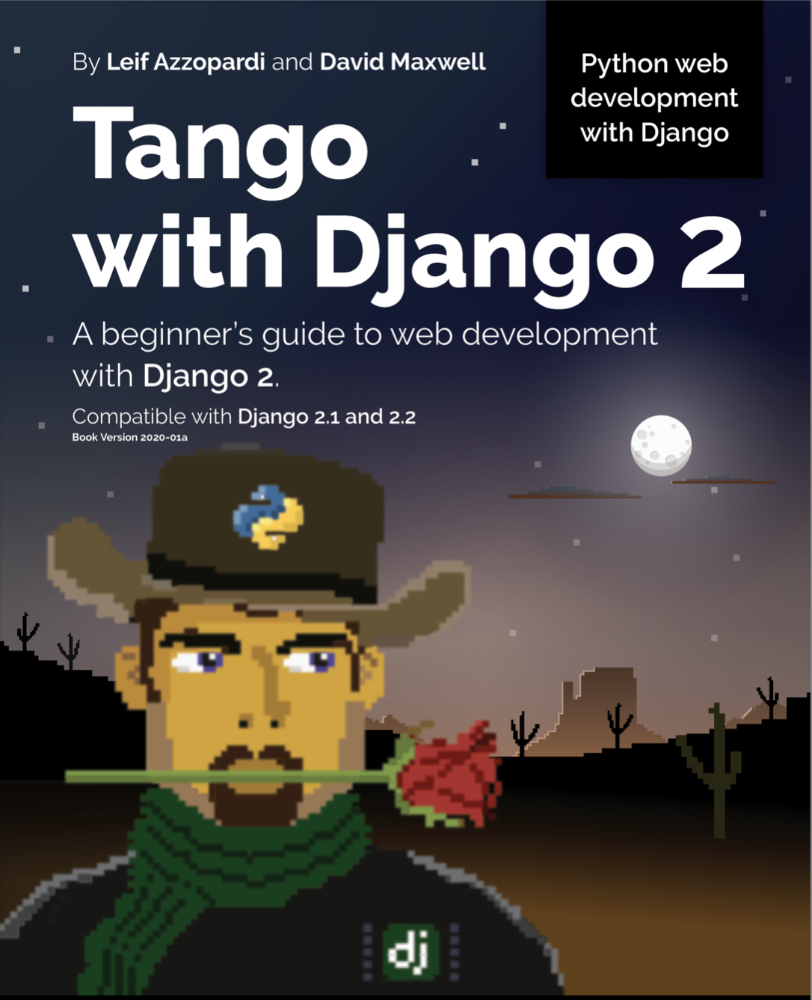 By Leif Azzopardi and David Maxwell
Python web
development
with Django
Tango
with Django 2
A beginner’s guide to web development
with Django 2.
Compatible with Django 2.1 and 2.2
Book Version 2020-01a
dj